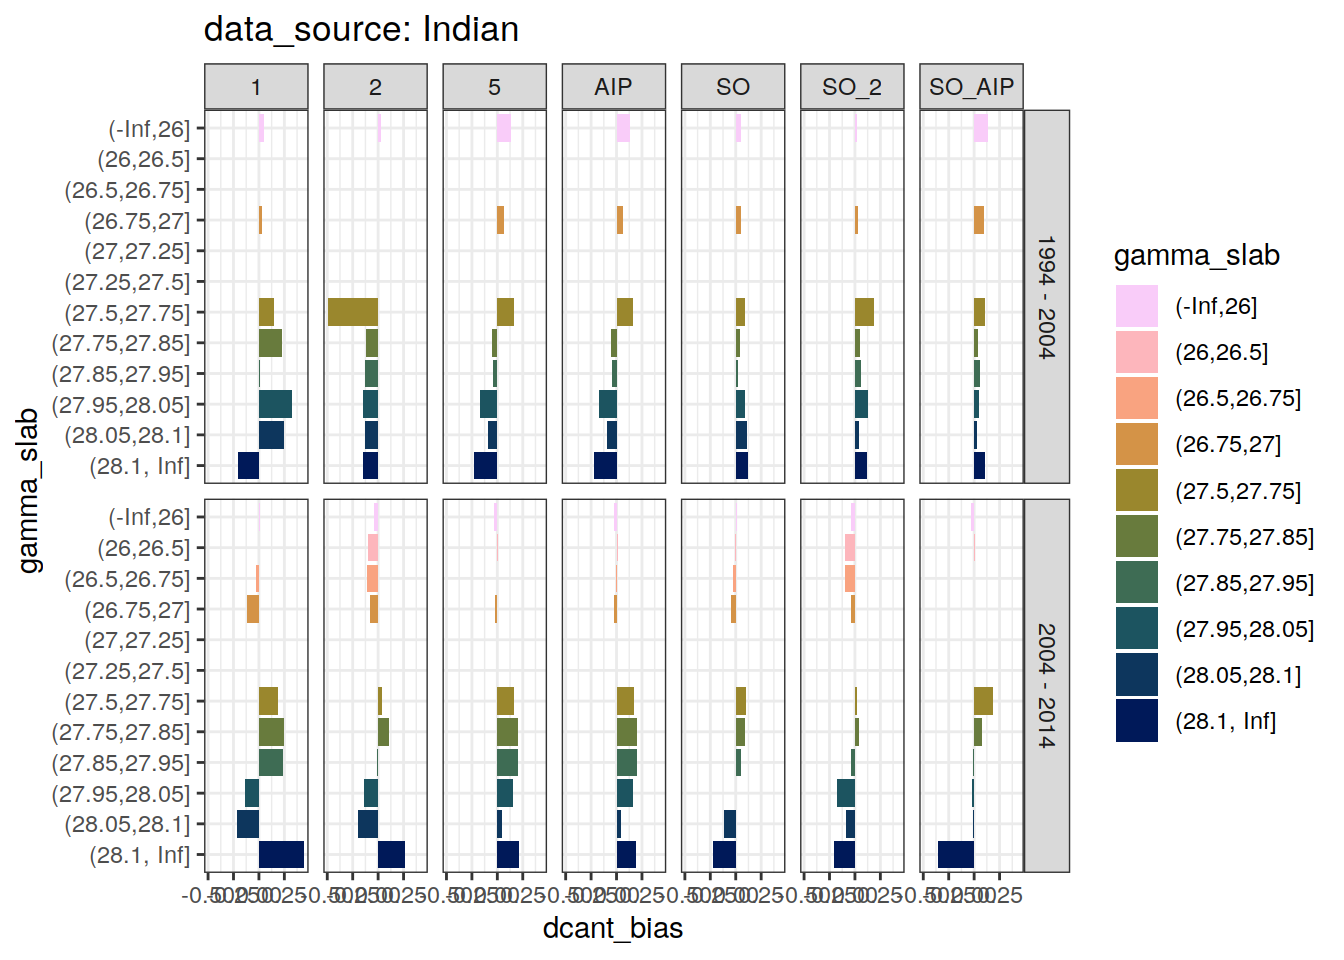 data_source: Indian
1 2 5 AIP SO SO_2 SO_AIP
(-Inf,26]
(26,26.5]
(26.5,26.75]
(26.75,27]
(27,27.25]
(27.25,27.5]
(27.5,27.75]
(27.75,27.85]
(27.85,27.95]
(27.95,28.05]
(28.05,28.1]
(28.1, Inf]
1994 - 2004
(-Inf,26]
(26,26.5]
(26.5,26.75]
(26.75,27]
(27,27.25]
(27.25,27.5]
(27.5,27.75]
(27.75,27.85]
(27.85,27.95]
(27.95,28.05]
(28.05,28.1]
(28.1, Inf]
2004 - 2014
gamma_slab
dcant_bias
gamma_slab
(-Inf,26]
(26,26.5]
(26.5,26.75]
(26.75,27]
(27.5,27.75]
(27.75,27.85]
(27.85,27.95]
(27.95,28.05]
(28.05,28.1]
(28.1, Inf]